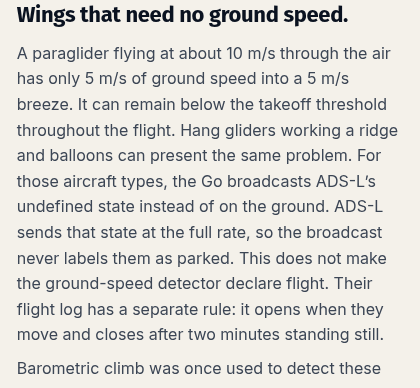 Wings that need no ground speed.
A paraglider flying at about 10 m/s through the air
has only 5 m/s of ground speed into a 5 m/s
breeze. It can remain below the takeoff threshold
throughout the flight. Hang gliders working a ridge
and balloons can present the same problem. For
those aircraft types, the Go broadcasts ADS-L’s
undefined state instead of on the ground. ADS-L
sends that state at the full rate, so the broadcast
never labels them as parked. This does not make
the ground-speed detector declare flight. Their
flight log has a separate rule: it opens when they
move and closes after two minutes standing still.
Barometric climb was once used to detect these